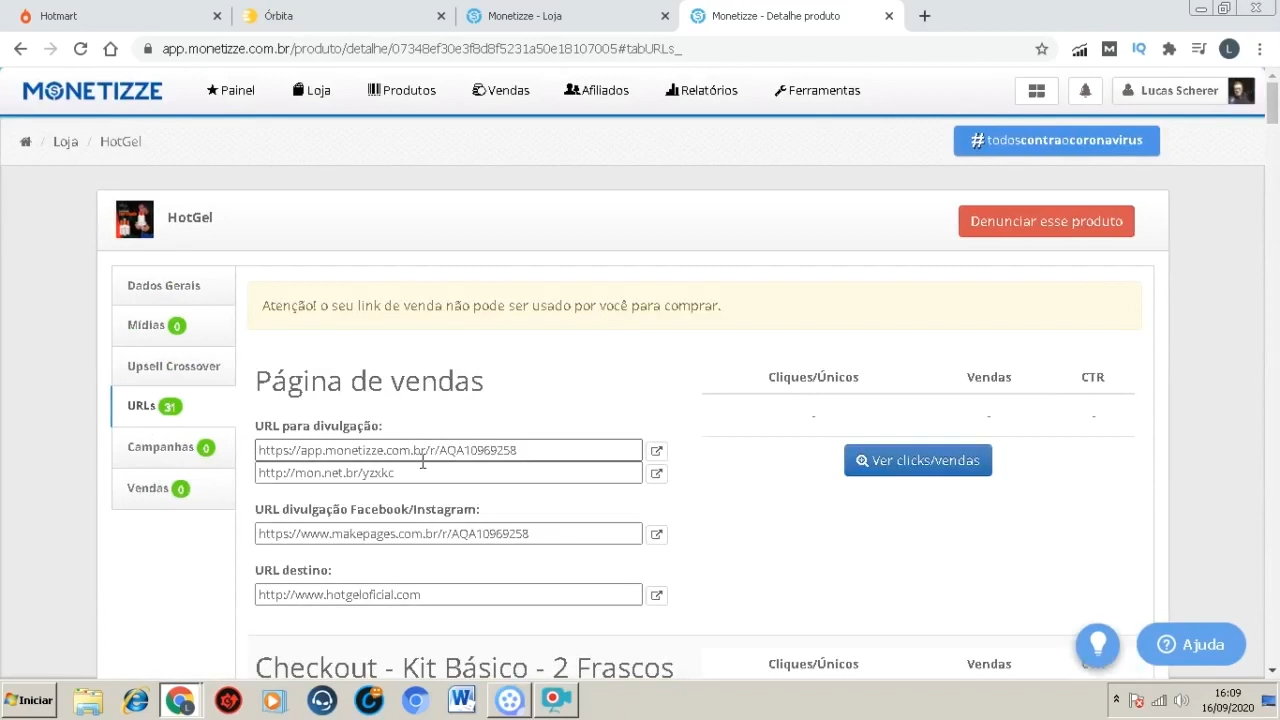 Hotmart
Órbita
Monetizze - Loja
Monetizze - Detalhe produto
app.monetizze.com.br/produto/detalhe/07348ef30e3f8d8f5231a50e18107005#tabURLs_
M IQ L
MONETIZZE
Painel Loja Produtos Vendas Afiliados Relatórios Ferramentas
Lucas Scherer
/ Loja / HotGel
#todoscontraocoronavirus
HotGel
Denunciar esse produto
Dados Gerais
Mídias 0
Upsell Crossover
URLs 31
Campanhas 0
Vendas 0
Atenção! o seu link de venda não pode ser usado por você para comprar.
Página de vendas
Cliques/Únicos Vendas CTR
- - -
Ver clicks/vendas
URL para divulgação:
https://app.monetizze.com.br/r/AQA10969258
http://mon.net.br/yzxkc
URL divulgação Facebook/Instagram:
https://www.makepages.com.br/r/AQA10969258
URL destino:
http://www.hotgeloficial.com
Checkout - Kit Básico - 2 Frascos
Cliques/Únicos Vendas
Ajuda
Iniciar
16:09
16/09/2020